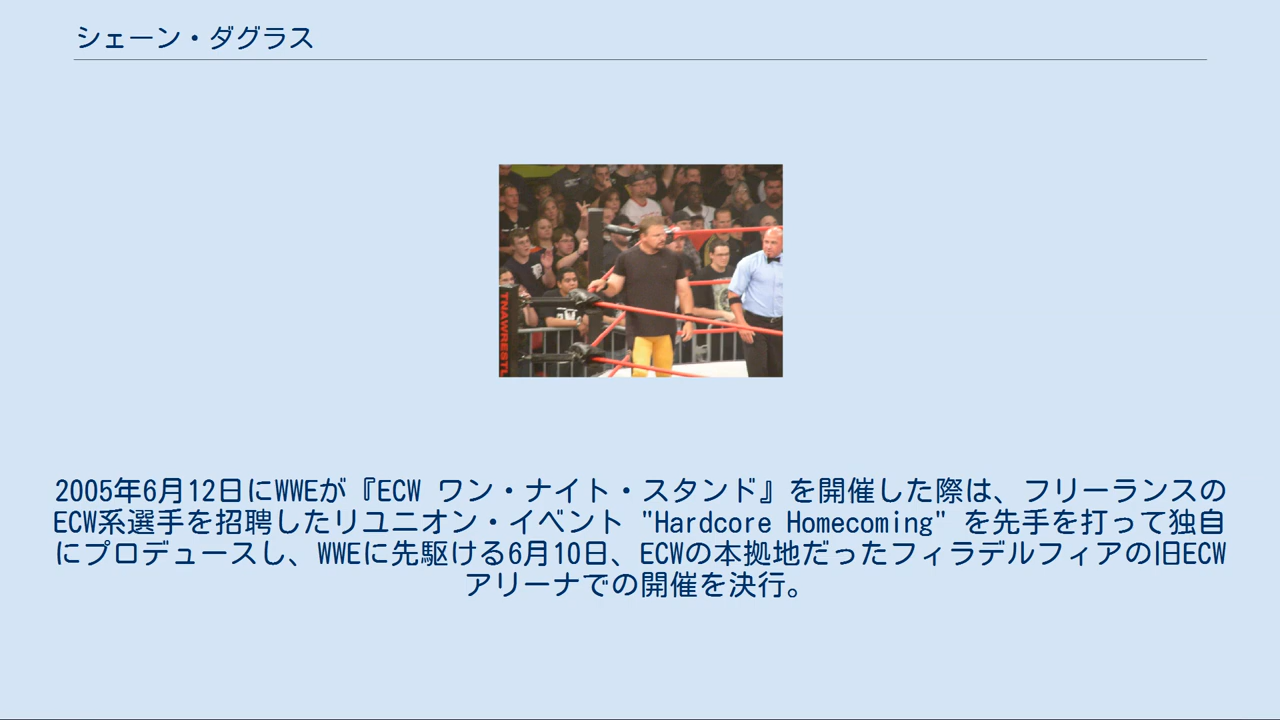 シェーン・ダグラス
TNAWRESTL
2005年6月12日にWWEが『ECW ワン・ナイト・スタンド』を開催した際は、フリーランスの
ECW系選手を招聘したリユニオン・イベント "Hardcore Homecoming" を先手を打って独自
にプロデュースし、WWEに先駆ける6月10日、ECWの本拠地だったフィラデルフィアの旧ECW
アリーナでの開催を決行。